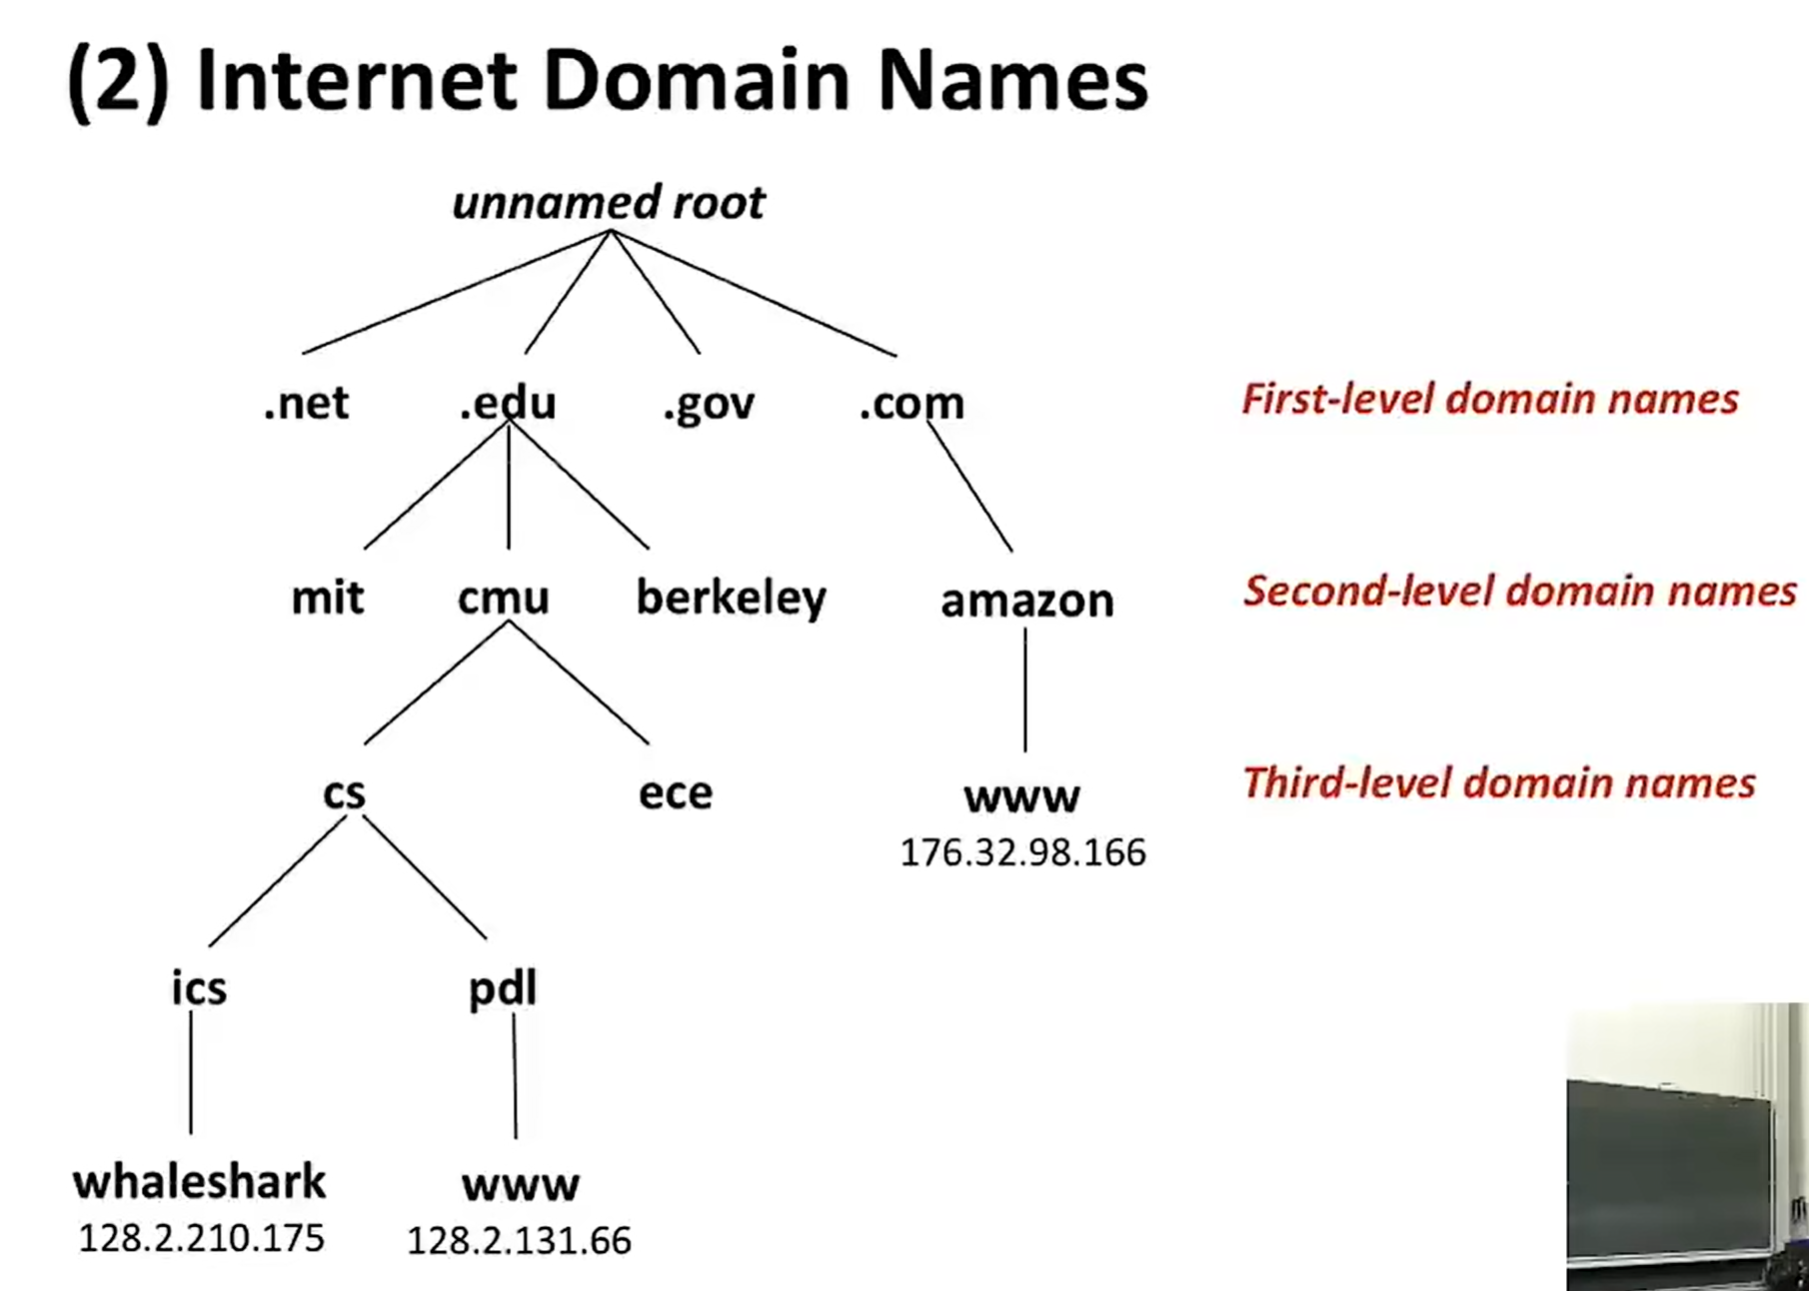 (2) Internet Domain Names
unnamed root
.net .edu .gov .com First-level domain names
mit cmu berkeley amazon Second-level domain names
cs ece www Third-level domain names
176.32.98.166
ics pdl
whaleshark www
128.2.210.175 128.2.131.66